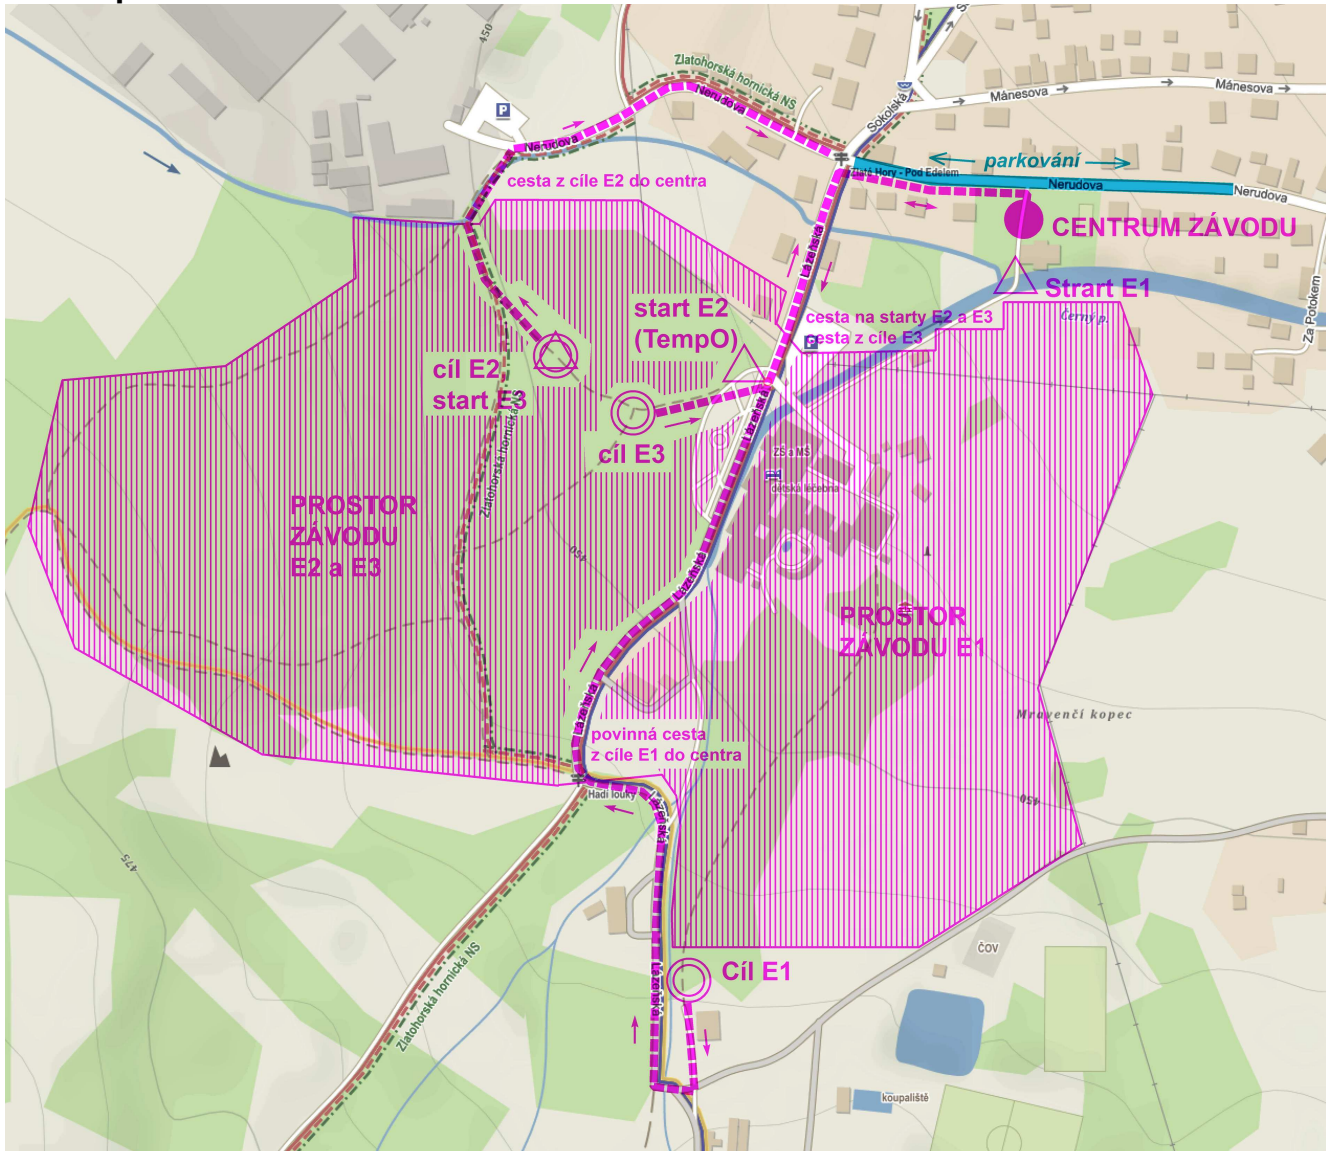 450
Zlatohorská hornická NS
P
Nerudova
Nerudova
Sokolská
Mánesova
Mánesova
parkování
Zlaté Hory - Pod Edelem
Nerudova
Nerudova
cesta z cíle E2 do centra
CENTRUM ZÁVODU
Lázeňská
Strart E1
Za Potokem
start E2
(TempO)
cesta na starty E2 a E3
cesta z cíle E3
Černý p.
P
cíl E2
start E3
Lázeňská
cíl E3
ZŠ a MŠ
dětská léčebna
Zlatohorská hornická NS
PROSTOR
ZÁVODU
E2 a E3
450
Lázeňská
PROSTOR
ZÁVODU E1
Lázeňská
Mravenčí kopec
povinná cesta
z cíle E1 do centra
Hadí louky
Lázeňská
450
475
Zlatohorská hornická NS
ČOV
Cíl E1
Lázeňská
koupaliště